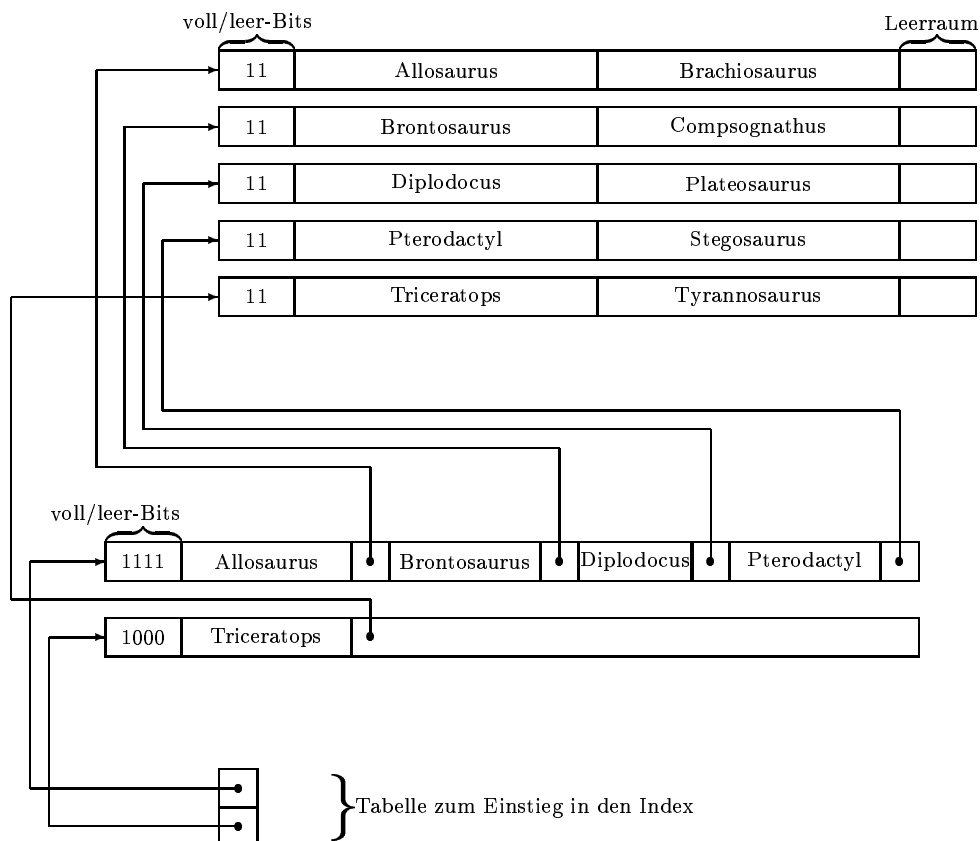 voll/leer-Bits Leerraum
11 Allosaurus Brachiosaurus
11 Brontosaurus Compsognathus
11 Diplodocus Plateosaurus
11 Pterodactyl Stegosaurus
11 Triceratops Tyrannosaurus
voll/leer-Bits
1111 Allosaurus Brontosaurus Diplodocus Pterodactyl
1000 Triceratops
Tabelle zum Einstieg in den Index